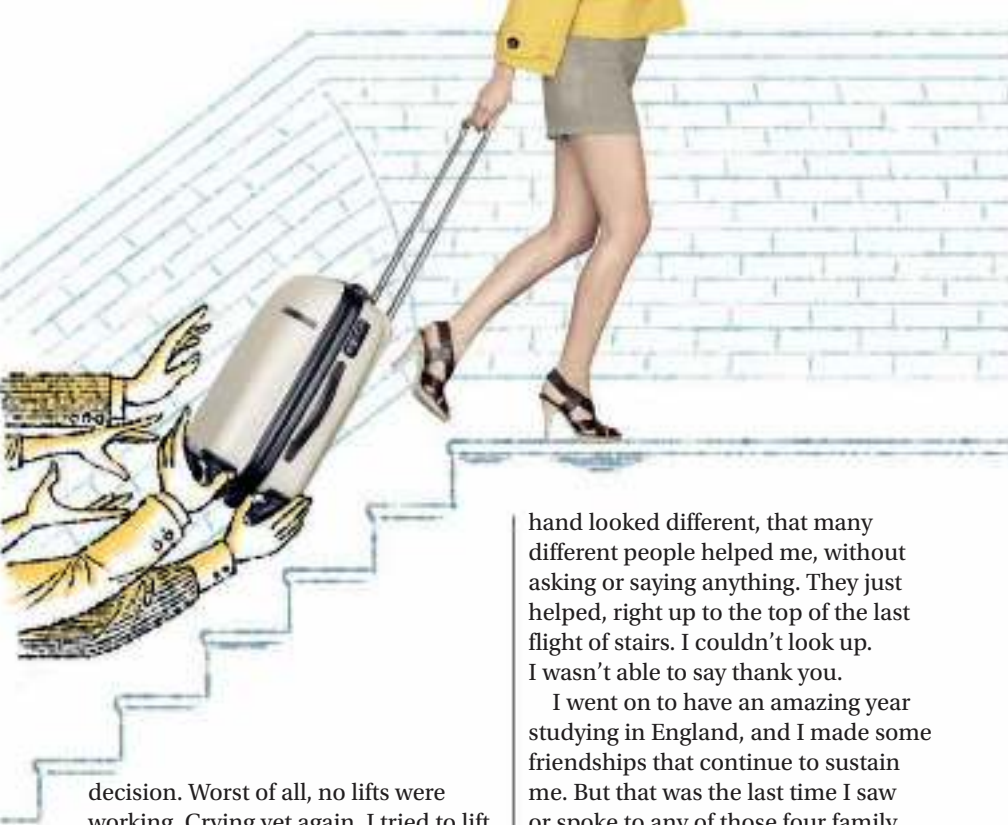 decision. Worst of all, no lifts were
working. Crying yet again, I tried to lift
hand looked different, that many
different people helped me, without
asking or saying anything. They just
helped, right up to the top of the last
flight of stairs. I couldn’t look up.
I wasn’t able to say thank you.
I went on to have an amazing year
studying in England, and I made some
friendships that continue to sustain
me. But that was the last time I saw
or spoke to any of those four family